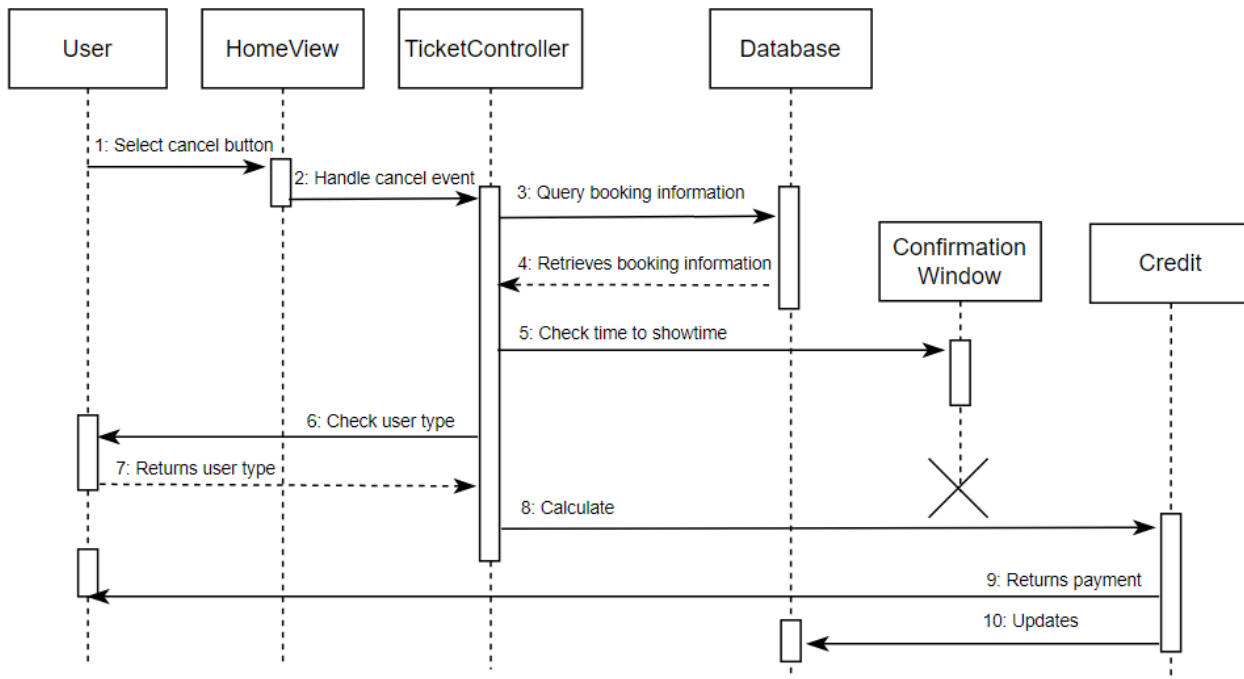 User
HomeView
TicketController
Database
1: Select cancel button
2: Handle cancel event
3: Query booking information
Confirmation
Window
Credit
4: Retrieves booking information
5: Check time to showtime
6: Check user type
7: Returns user type
8: Calculate
9: Returns payment
10: Updates